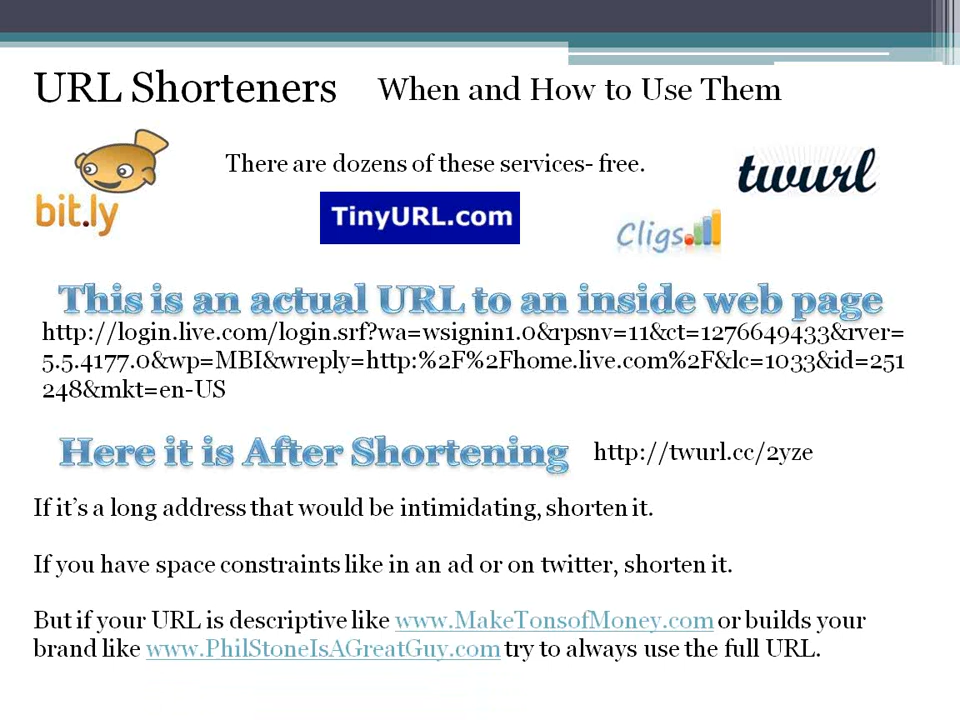 URL Shorteners When and How to Use Them
There are dozens of these services- free.
bit.ly
TinyURL.com
Cligs
twurl
This is an actual URL to an inside web page
http://login.live.com/login.srf?wa=wsignin1.0&rpsnv=11&ct=1276649433&rver=
5.5.4177.0&wp=MBI&wreply=http:%2F%2Fhome.live.com%2F&lc=1033&id=251
248&mkt=en-US
Here it is After Shortening http://twurl.cc/2yze
If it's a long address that would be intimidating, shorten it.
If you have space constraints like in an ad or on twitter, shorten it.
But if your URL is descriptive like www.MakeTonsofMoney.com or builds your
brand like www.PhilStoneIsAGreatGuy.com try to always use the full URL.